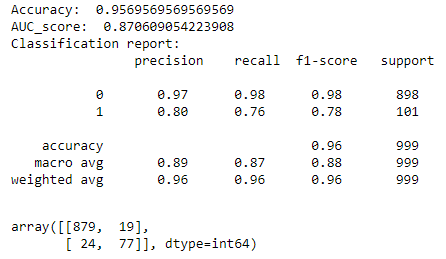 Accuracy:  0.9569569569569569
AUC_score:  0.870609054223908
Classification report:
              precision    recall  f1-score   support

           0       0.97      0.98      0.98       898
           1       0.80      0.76      0.78       101

    accuracy                           0.96       999
   macro avg       0.89      0.87      0.88       999
weighted avg       0.96      0.96      0.96       999

array([[879,  19],
       [ 24,  77]], dtype=int64)